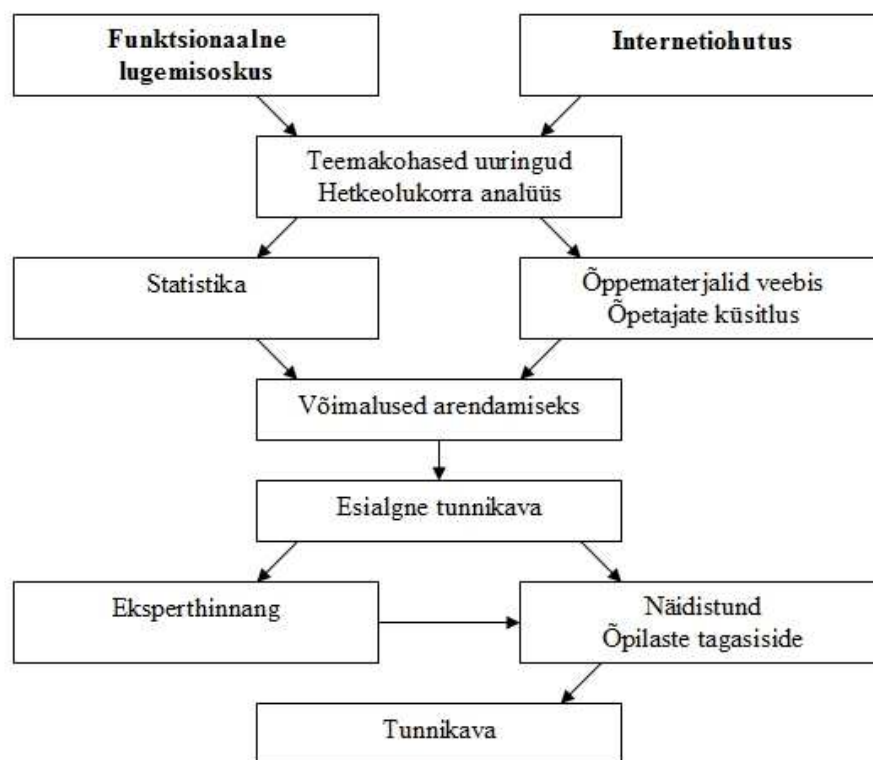 Funktsionaalne
lugemisoskus
Internetiohutus
Teemakohased uuringud
Hetkeolukorra analüüs
Statistika
Õppematerjalid veebis
Õpetajate küsitlus
Võimalused arendamiseks
Esialgne tunnikava
Eksperthinnang
Näidistund
Õpilaste tagasiside
Tunnikava